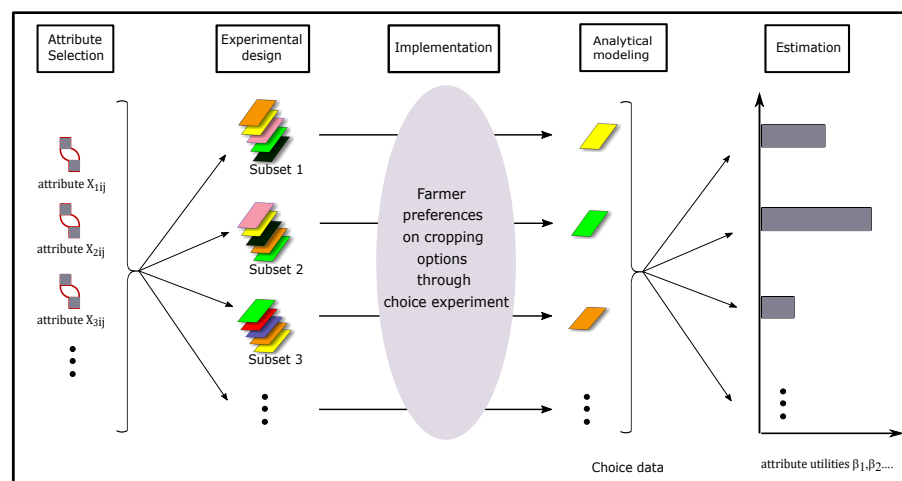 Attribute
Selection
Experimental
design
Implementation
Analytical
modeling
Estimation
attribute X₁ᵢⱼ
attribute X₂ᵢⱼ
attribute X₃ᵢⱼ
Subset 1
Subset 2
Subset 3
Farmer
preferences
on cropping
options
through
choice experiment
Choice data
attribute utilities β₁,β₂....